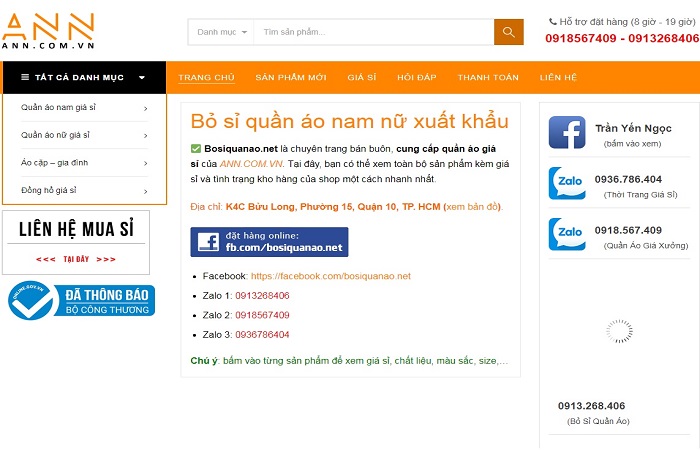 ANN
ANN.COM.VN
Danh mục
Tìm sản phẩm...
Hỗ trợ đặt hàng (8 giờ - 19 giờ)
0918567409 - 0913268406
TẤT CẢ DANH MỤC
TRANG CHỦ
SẢN PHẨM MỚI
GIÁ SỈ
HỎI ĐÁP
THANH TOÁN
LIÊN HỆ
Quần áo nam giá sỉ
Quần áo nữ giá sỉ
Áo cặp – gia đình
Đồng hồ giá sỉ
LIÊN HỆ MUA SỈ
<<< TẠI ĐÂY >>>
ONLINE.GOV.VN
ĐÃ THÔNG BÁO
BỘ CÔNG THƯƠNG
Bỏ sỉ quần áo nam nữ xuất khẩu
Bosiquanao.net là chuyên trang bán buôn, cung cấp quần áo giá
sỉ của ANN.COM.VN. Tại đây, bạn có thể xem toàn bộ sản phẩm kèm giá
sỉ và tình trạng kho hàng của shop một cách nhanh nhất.
Địa chỉ: K4C Bửu Long, Phường 15, Quận 10, TP. HCM (xem bản đồ).
đặt hàng online:
fb.com/bosiquanao.net
Facebook: https://facebook.com/bosiquanao.net
Zalo 1: 0913268406
Zalo 2: 0918567409
Zalo 3: 0936786404
Chú ý: bấm vào từng sản phẩm để xem giá sỉ, chất liệu, màu sắc, size,...
Trần Yến Ngọc
(bấm vào xem)
Zalo
0936.786.404
(Thời Trang Giá Sỉ)
Zalo
0918.567.409
(Quần Áo Giá Xưởng)
0913.268.406
(Bỏ Sỉ Quần Áo)